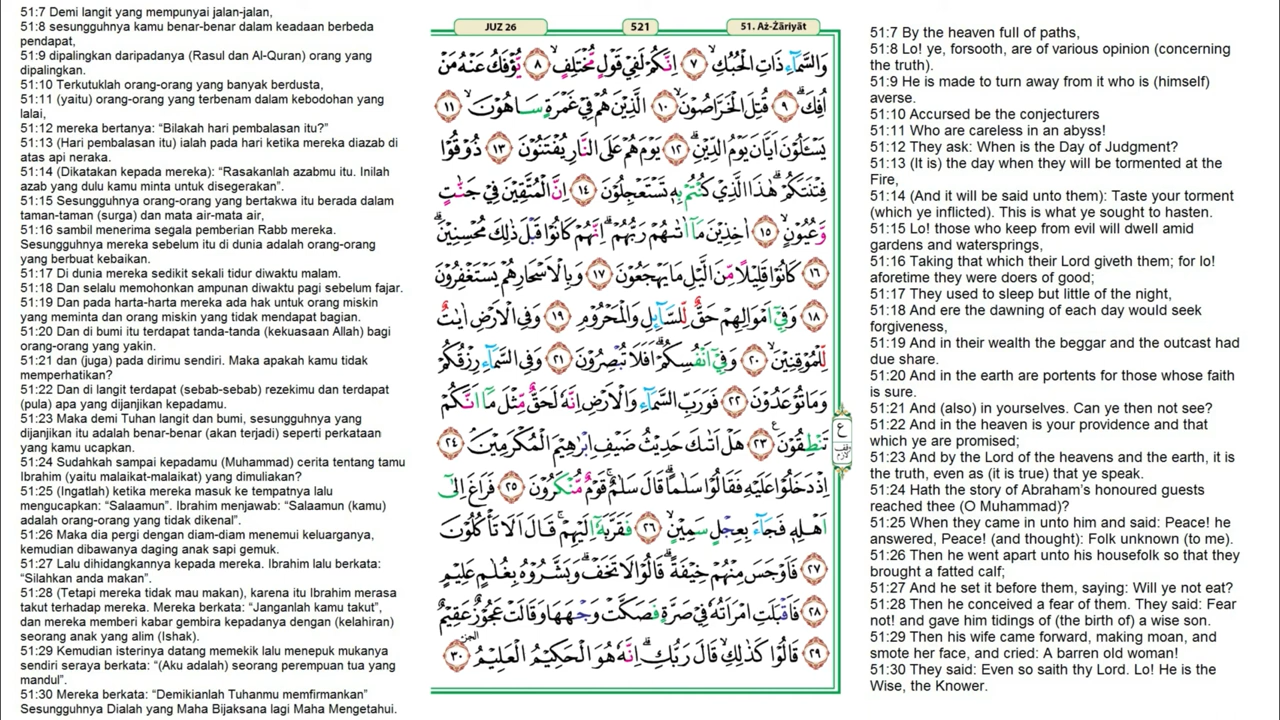 51:7 Demi langit yang mempunyai jalan-jalan,
51:8 sesungguhnya kamu benar-benar dalam keadaan berbeda
pendapat,
51:9 dipalingkan daripadanya (Rasul dan Al-Quran) orang yang
dipalingkan.
51:10 Terkutuklah orang-orang yang banyak berdusta,
51:11 (yaitu) orang-orang yang terbenam dalam kebodohan yang
lalai,
51:12 mereka bertanya: “Bilakah hari pembalasan itu?”
51:13 (Hari pembalasan itu) ialah pada hari ketika mereka diazab di
atas api neraka.
51:14 (Dikatakan kepada mereka): “Rasakanlah azabmu itu. Inilah
azab yang dulu kamu minta untuk disegerakan”.
51:15 Sesungguhnya orang-orang yang bertakwa itu berada dalam
taman-taman (surga) dan mata air-mata air,
51:16 sambil menerima segala pemberian Rabb mereka.
Sesungguhnya mereka sebelum itu di dunia adalah orang-orang
yang berbuat kebaikan.
51:17 Di dunia mereka sedikit sekali tidur diwaktu malam.
51:18 Dan selalu memohonkan ampunan diwaktu pagi sebelum fajar.
51:19 Dan pada harta-harta mereka ada hak untuk orang miskin
yang meminta dan orang miskin yang tidak mendapat bagian.
51:20 Dan di bumi itu terdapat tanda-tanda (kekuasaan Allah) bagi
orang-orang yang yakin.
51:21 dan (juga) pada dirimu sendiri. Maka apakah kamu tidak
memperhatikan?
51:22 Dan di langit terdapat (sebab-sebab) rezekimu dan terdapat
(pula) apa yang dijanjikan kepadamu.
51:23 Maka demi Tuhan langit dan bumi, sesungguhnya yang
dijanjikan itu adalah benar-benar (akan terjadi) seperti perkataan
yang kamu ucapkan.
51:24 Sudahkah sampai kepadamu (Muhammad) cerita tentang tamu
Ibrahim (yaitu malaikat-malaikat) yang dimuliakan?
51:25 (Ingatlah) ketika mereka masuk ke tempatnya lalu
mengucapkan: “Salaamun”. Ibrahim menjawab: “Salaamun (kamu)
adalah orang-orang yang tidak dikenal”.
51:26 Maka dia pergi dengan diam-diam menemui keluarganya,
kemudian dibawanya daging anak sapi gemuk.
51:27 Lalu dihidangkannya kepada mereka. Ibrahim lalu berkata:
“Silahkan anda makan”.
51:28 (Tetapi mereka tidak mau makan), karena itu Ibrahim merasa
takut terhadap mereka. Mereka berkata: “Janganlah kamu takut”,
dan mereka memberi kabar gembira kepadanya dengan (kelahiran)
seorang anak yang alim (Ishak).
51:29 Kemudian isterinya datang memekik lalu menepuk mukanya
sendiri seraya berkata: “(Aku adalah) seorang perempuan tua yang
mandul”.
51:30 Mereka berkata: “Demikianlah Tuhanmu memfirmankan”
Sesungguhnya Dialah yang Maha Bijaksana lagi Maha Mengetahui.
JUZ 26
521
51. Aż-Żāriyāt
وَالسَّمَاۤءِ ذَاتِ الْحُبُكِۙ ٧ اِنَّكُمْ لَفِيْ قَوْلٍ مُّخْتَلِفٍۙ ٨ يُّؤْفَكُ عَنْهُ مَنْ
اُفِكَۗ ٩ قُتِلَ الْخَرَّاصُوْنَۙ ١٠ الَّذِيْنَ هُمْ فِيْ غَمْرَةٍ سَاهُوْنَۙ ١١
يَسْـَٔلُوْنَ اَيَّانَ يَوْمُ الدِّيْنِۗ ١٢ يَوْمَ هُمْ عَلَى النَّارِ يُفْتَنُوْنَ ١٣ ذُوْقُوْا
فِتْنَتَكُمْۗ هٰذَا الَّذِيْ كُنْتُمْ بِهٖ تَسْتَعْجِلُوْنَ ١٤ اِنَّ الْمُتَّقِيْنَ فِيْ جَنّٰتٍ
وَّعُيُوْنٍۙ ١٥ اٰخِذِيْنَ مَآ اٰتٰىهُمْ رَبُّهُمْۗ اِنَّهُمْ كَانُوْا قَبْلَ ذٰلِكَ مُحْسِنِيْنَۗ
١٦ كَانُوْا قَلِيْلًا مِّنَ الَّيْلِ مَا يَهْجَعُوْنَ ١٧ وَبِالْاَسْحَارِ هُمْ يَسْتَغْفِرُوْنَ
١٨ وَفِيْٓ اَمْوَالِهِمْ حَقٌّ لِّلسَّاۤىِٕلِ وَالْمَحْرُوْمِ ١٩ وَفِى الْاَرْضِ اٰيٰتٌ
لِّلْمُوْقِنِيْنَۙ ٢٠ وَفِيْٓ اَنْفُسِكُمْۗ اَفَلَا تُبْصِرُوْنَ ٢١ وَفِى السَّمَاۤءِ رِزْقُكُمْ
وَمَا تُوْعَدُوْنَ ٢٢ فَوَرَبِّ السَّمَاۤءِ وَالْاَرْضِ اِنَّهٗ لَحَقٌّ مِّثْلَ مَآ اَنَّكُمْ
تَنْطِقُوْنَ ࣖ ٢٣ هَلْ اَتٰىكَ حَدِيْثُ ضَيْفِ اِبْرٰهِيْمَ الْمُكْرَمِيْنَۘ ٢٤
اِذْ دَخَلُوْا عَلَيْهِ فَقَالُوْا سَلٰمًاۗ قَالَ سَلٰمٌۚ قَوْمٌ مُّنْكَرُوْنَ ٢٥ فَرَاغَ اِلٰٓى
اَهْلِهٖ فَجَاۤءَ بِعِجْلٍ سَمِيْنٍۙ ٢٦ فَقَرَّبَهٗٓ اِلَيْهِمْۚ قَالَ اَلَا تَأْكُلُوْنَ
٢٧ فَاَوْجَسَ مِنْهُمْ خِيْفَةًۗ قَالُوْا لَا تَخَفْۗ وَبَشَّرُوْهُ بِغُلٰمٍ عَلِيْمٍ
٢٨ فَاَقْبَلَتِ امْرَاَتُهٗ فِيْ صَرَّةٍ فَصَكَّتْ وَجْهَهَا وَقَالَتْ عَجُوْزٌ عَقِيْمٌ
٢٩ قَالُوْا كَذٰلِكِۙ قَالَ رَبُّكِۗ اِنَّهٗ هُوَ الْحَكِيْمُ الْعَلِيْمُ ٣٠
ع
51:7 By the heaven full of paths,
51:8 Lo! ye, forsooth, are of various opinion (concerning
the truth).
51:9 He is made to turn away from it who is (himself)
averse.
51:10 Accursed be the conjecturers
51:11 Who are careless in an abyss!
51:12 They ask: When is the Day of Judgment?
51:13 (It is) the day when they will be tormented at the
Fire,
51:14 (And it will be said unto them): Taste your torment
(which ye inflicted). This is what ye sought to hasten.
51:15 Lo! those who keep from evil will dwell amid
gardens and watersprings,
51:16 Taking that which their Lord giveth them; for lo!
aforetime they were doers of good;
51:17 They used to sleep but little of the night,
51:18 And ere the dawning of each day would seek
forgiveness,
51:19 And in their wealth the beggar and the outcast had
due share.
51:20 And in the earth are portents for those whose faith
is sure.
51:21 And (also) in yourselves. Can ye then not see?
51:22 And in the heaven is your providence and that
which ye are promised;
51:23 And by the Lord of the heavens and the earth, it is
the truth, even as (it is true) that ye speak.
51:24 Hath the story of Abraham’s honoured guests
reached thee (O Muhammad)?
51:25 When they came in unto him and said: Peace! he
answered, Peace! (and thought): Folk unknown (to me).
51:26 Then he went apart unto his housefolk so that they
brought a fatted calf;
51:27 And he set it before them, saying: Will ye not eat?
51:28 Then he conceived a fear of them. They said: Fear
not! and gave him tidings of (the birth of) a wise son.
51:29 Then his wife came forward, making moan, and
smote her face, and cried: A barren old woman!
51:30 They said: Even so saith thy Lord. Lo! He is the
Wise, the Knower.